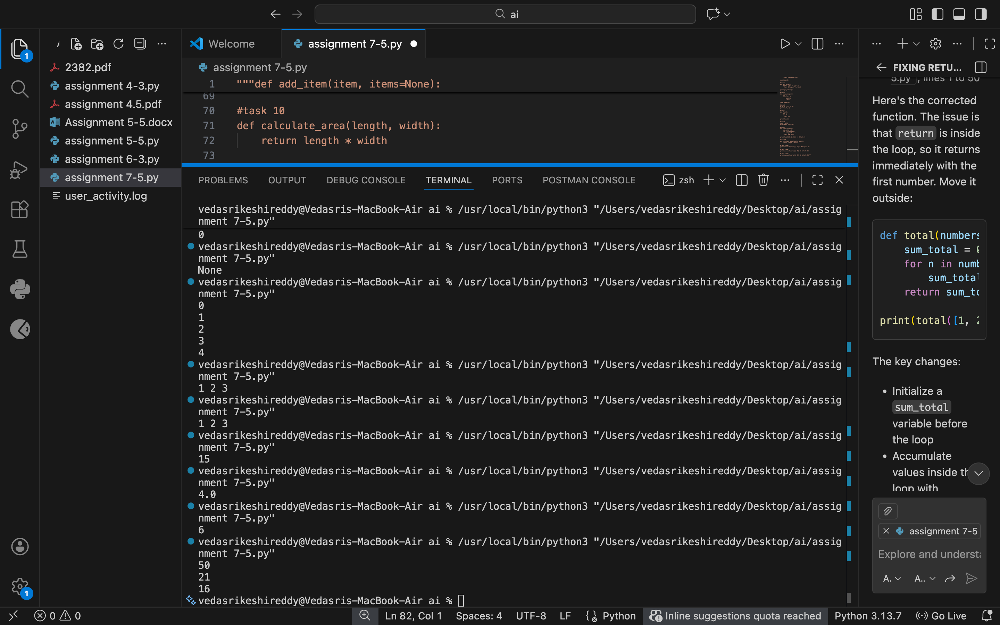 ai
2382.pdf
assignment 4-3.py
assignment 4.5.pdf
Assignment 5-5.docx
assignment 5-5.py
assignment 6-3.py
assignment 7-5.py
user_activity.log
1
1
Welcome
assignment 7-5.py
assignment 7-5.py
1 """def add_item(item, items=None):
69
70 #task 10
71 def calculate_area(length, width):
72 return length * width
73
PROBLEMS OUTPUT DEBUG CONSOLE TERMINAL PORTS POSTMAN CONSOLE zsh
vedasrikeshireddy@Vedasris-MacBook-Air ai % /usr/local/bin/python3 "/Users/vedasrikeshireddy/Desktop/ai/assig
nment 7-5.py"
0
vedasrikeshireddy@Vedasris-MacBook-Air ai % /usr/local/bin/python3 "/Users/vedasrikeshireddy/Desktop/ai/assig
nment 7-5.py"
None
vedasrikeshireddy@Vedasris-MacBook-Air ai % /usr/local/bin/python3 "/Users/vedasrikeshireddy/Desktop/ai/assig
nment 7-5.py"
0
1
2
3
4
vedasrikeshireddy@Vedasris-MacBook-Air ai % /usr/local/bin/python3 "/Users/vedasrikeshireddy/Desktop/ai/assig
nment 7-5.py"
1 2 3
vedasrikeshireddy@Vedasris-MacBook-Air ai % /usr/local/bin/python3 "/Users/vedasrikeshireddy/Desktop/ai/assig
nment 7-5.py"
1 2 3
vedasrikeshireddy@Vedasris-MacBook-Air ai % /usr/local/bin/python3 "/Users/vedasrikeshireddy/Desktop/ai/assig
nment 7-5.py"
15
vedasrikeshireddy@Vedasris-MacBook-Air ai % /usr/local/bin/python3 "/Users/vedasrikeshireddy/Desktop/ai/assig
nment 7-5.py"
4.0
vedasrikeshireddy@Vedasris-MacBook-Air ai % /usr/local/bin/python3 "/Users/vedasrikeshireddy/Desktop/ai/assig
nment 7-5.py"
6
vedasrikeshireddy@Vedasris-MacBook-Air ai % /usr/local/bin/python3 "/Users/vedasrikeshireddy/Desktop/ai/assig
nment 7-5.py"
50
21
16
vedasrikeshireddy@Vedasris-MacBook-Air ai %
FIXING RETU...
5.py , lines 1 to 50
Here's the corrected
function. The issue is
that return is inside
the loop, so it returns
immediately with the
first number. Move it
outside:
def total(numbers
sum_total =
for n in numb
sum_total
return sum_to
print(total([1,
The key changes:
• Initialize a
sum_total
variable before
the loop
• Accumulate
values inside th
loop with
assignment 7-5
Explore and understa
A. A...
0 0 Ln 82, Col 1 Spaces: 4 UTF-8 LF Python Inline suggestions quota reached Python 3.13.7 Go Live